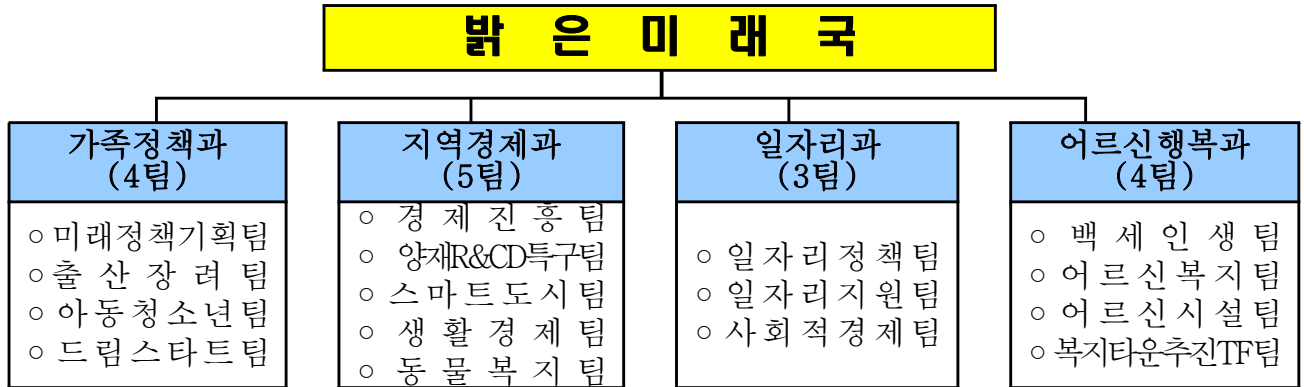 밝은미래국
가족정책과
(4팀)
○ 미래정책기획팀
○ 출산장려팀
○ 아동청소년팀
○ 드림스타트팀
지역경제과
(5팀)
○ 경제진흥팀
○ 양재R&CD특구팀
○ 스마트도시팀
○ 생활경제팀
○ 동물복지팀
일자리과
(3팀)
○ 일자리정책팀
○ 일자리지원팀
○ 사회적경제팀
어르신행복과
(4팀)
○ 백세인생팀
○ 어르신복지팀
○ 어르신시설팀
○ 복지타운추진TF팀